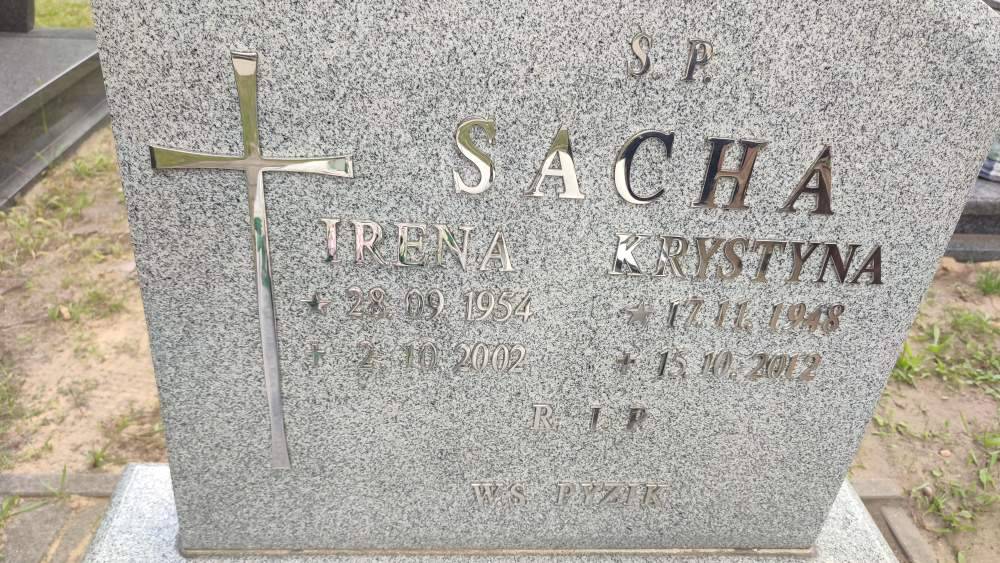 Ś. P.
SACHA
IRENA KRYSTYNA
★ 28. 09. 1954 ★ 17. 11. 1948
✝ 2. 10. 2002 ✝ 15. 10. 2012
R. I. P.
W.S. PYZIK